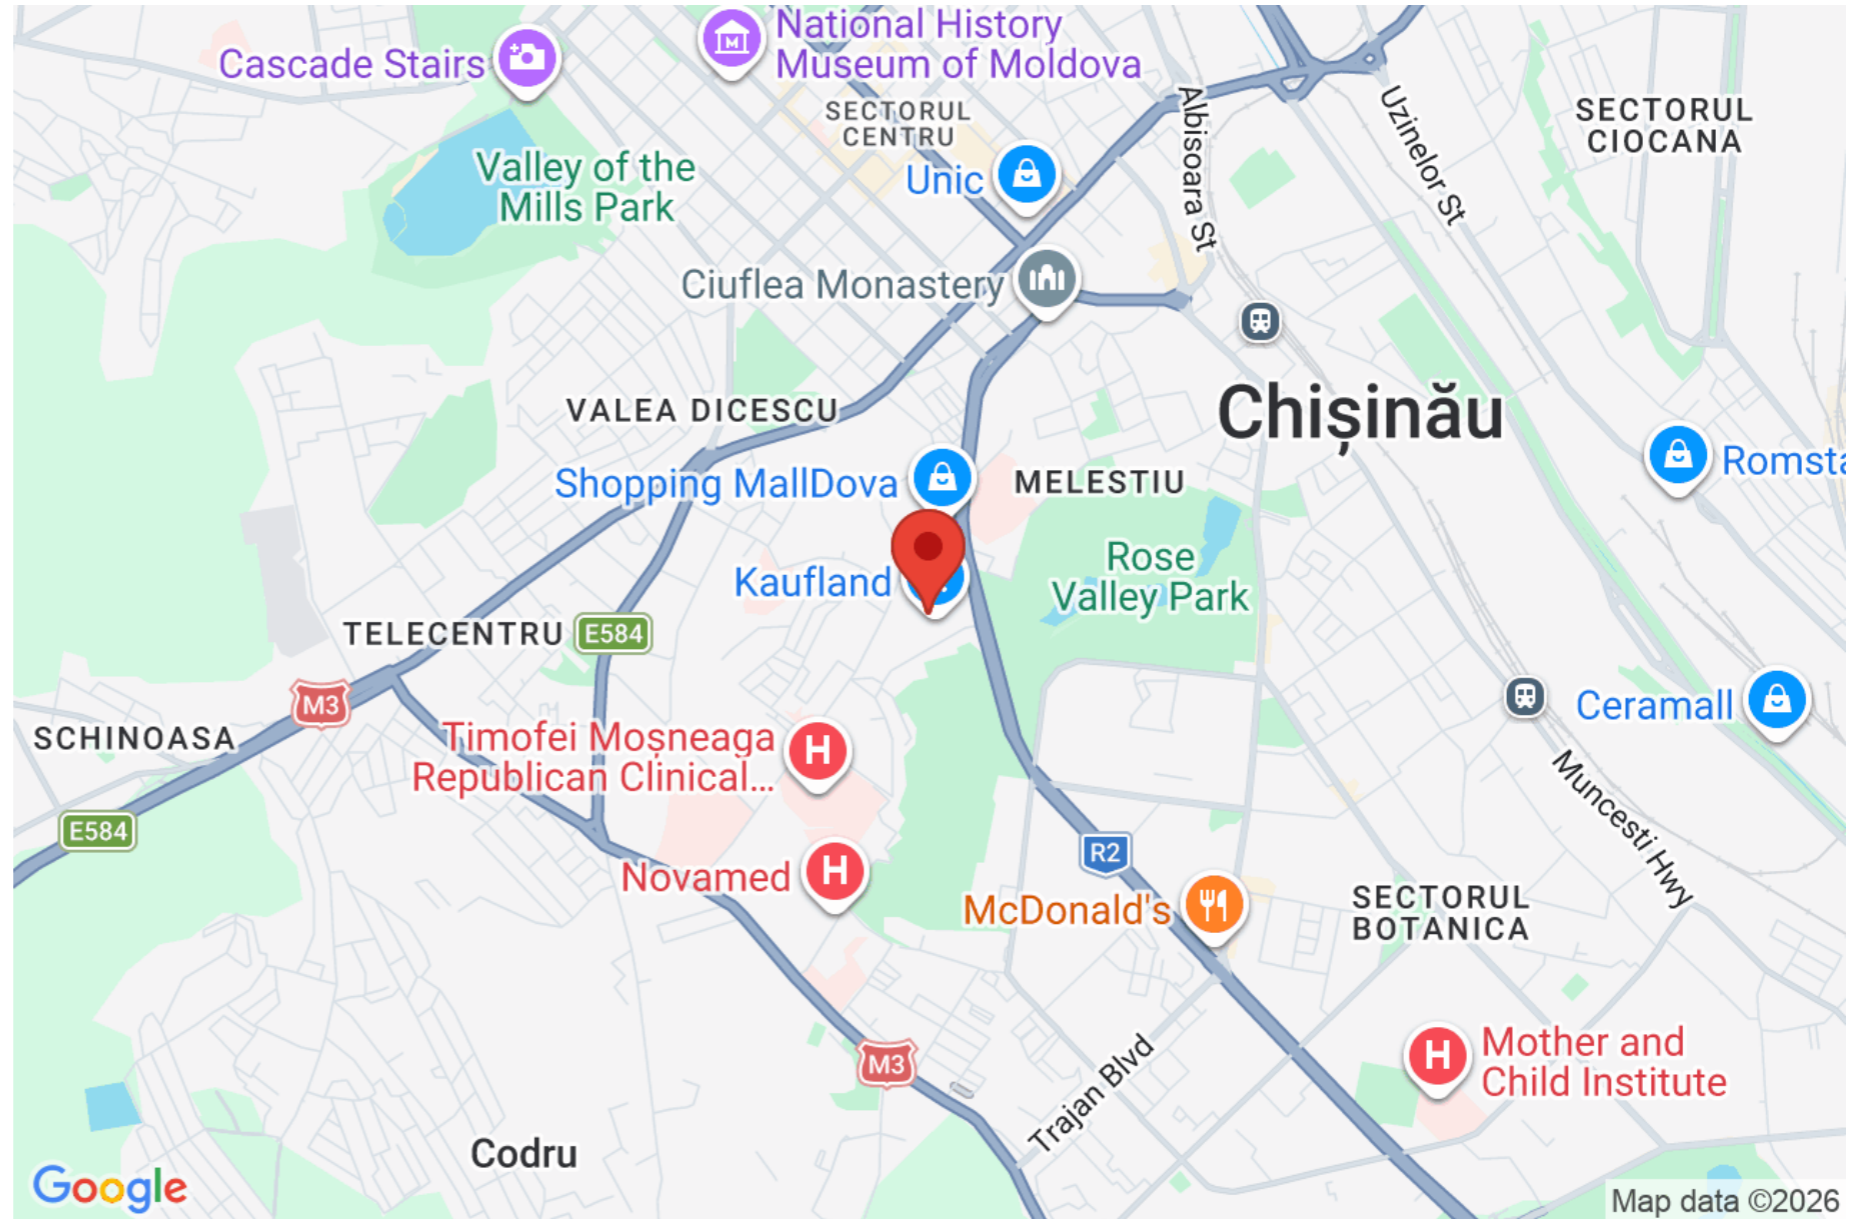 National History
Museum of Moldova
Cascade Stairs
SECTORUL
CENTRU
Albisoara St
Uzinelor St
SECTORUL
CIOCANA
Valley of the
Mills Park
Unic
Ciuflea Monastery
Chișinău
VALEA DICESCU
Shopping MallDova
MELESTIU
Romsta
Rose
Valley Park
Kaufland
TELECENTRU
E584
M3
SCHINOASA
Timofei Moșneaga
Republican Clinical...
H
Ceramall
Muncesti Hwy
E584
R2
Novamed
H
McDonald's
SECTORUL
BOTANICA
M3
Trajan Blvd
H
Mother and
Child Institute
Codru
Google
Map data ©2026